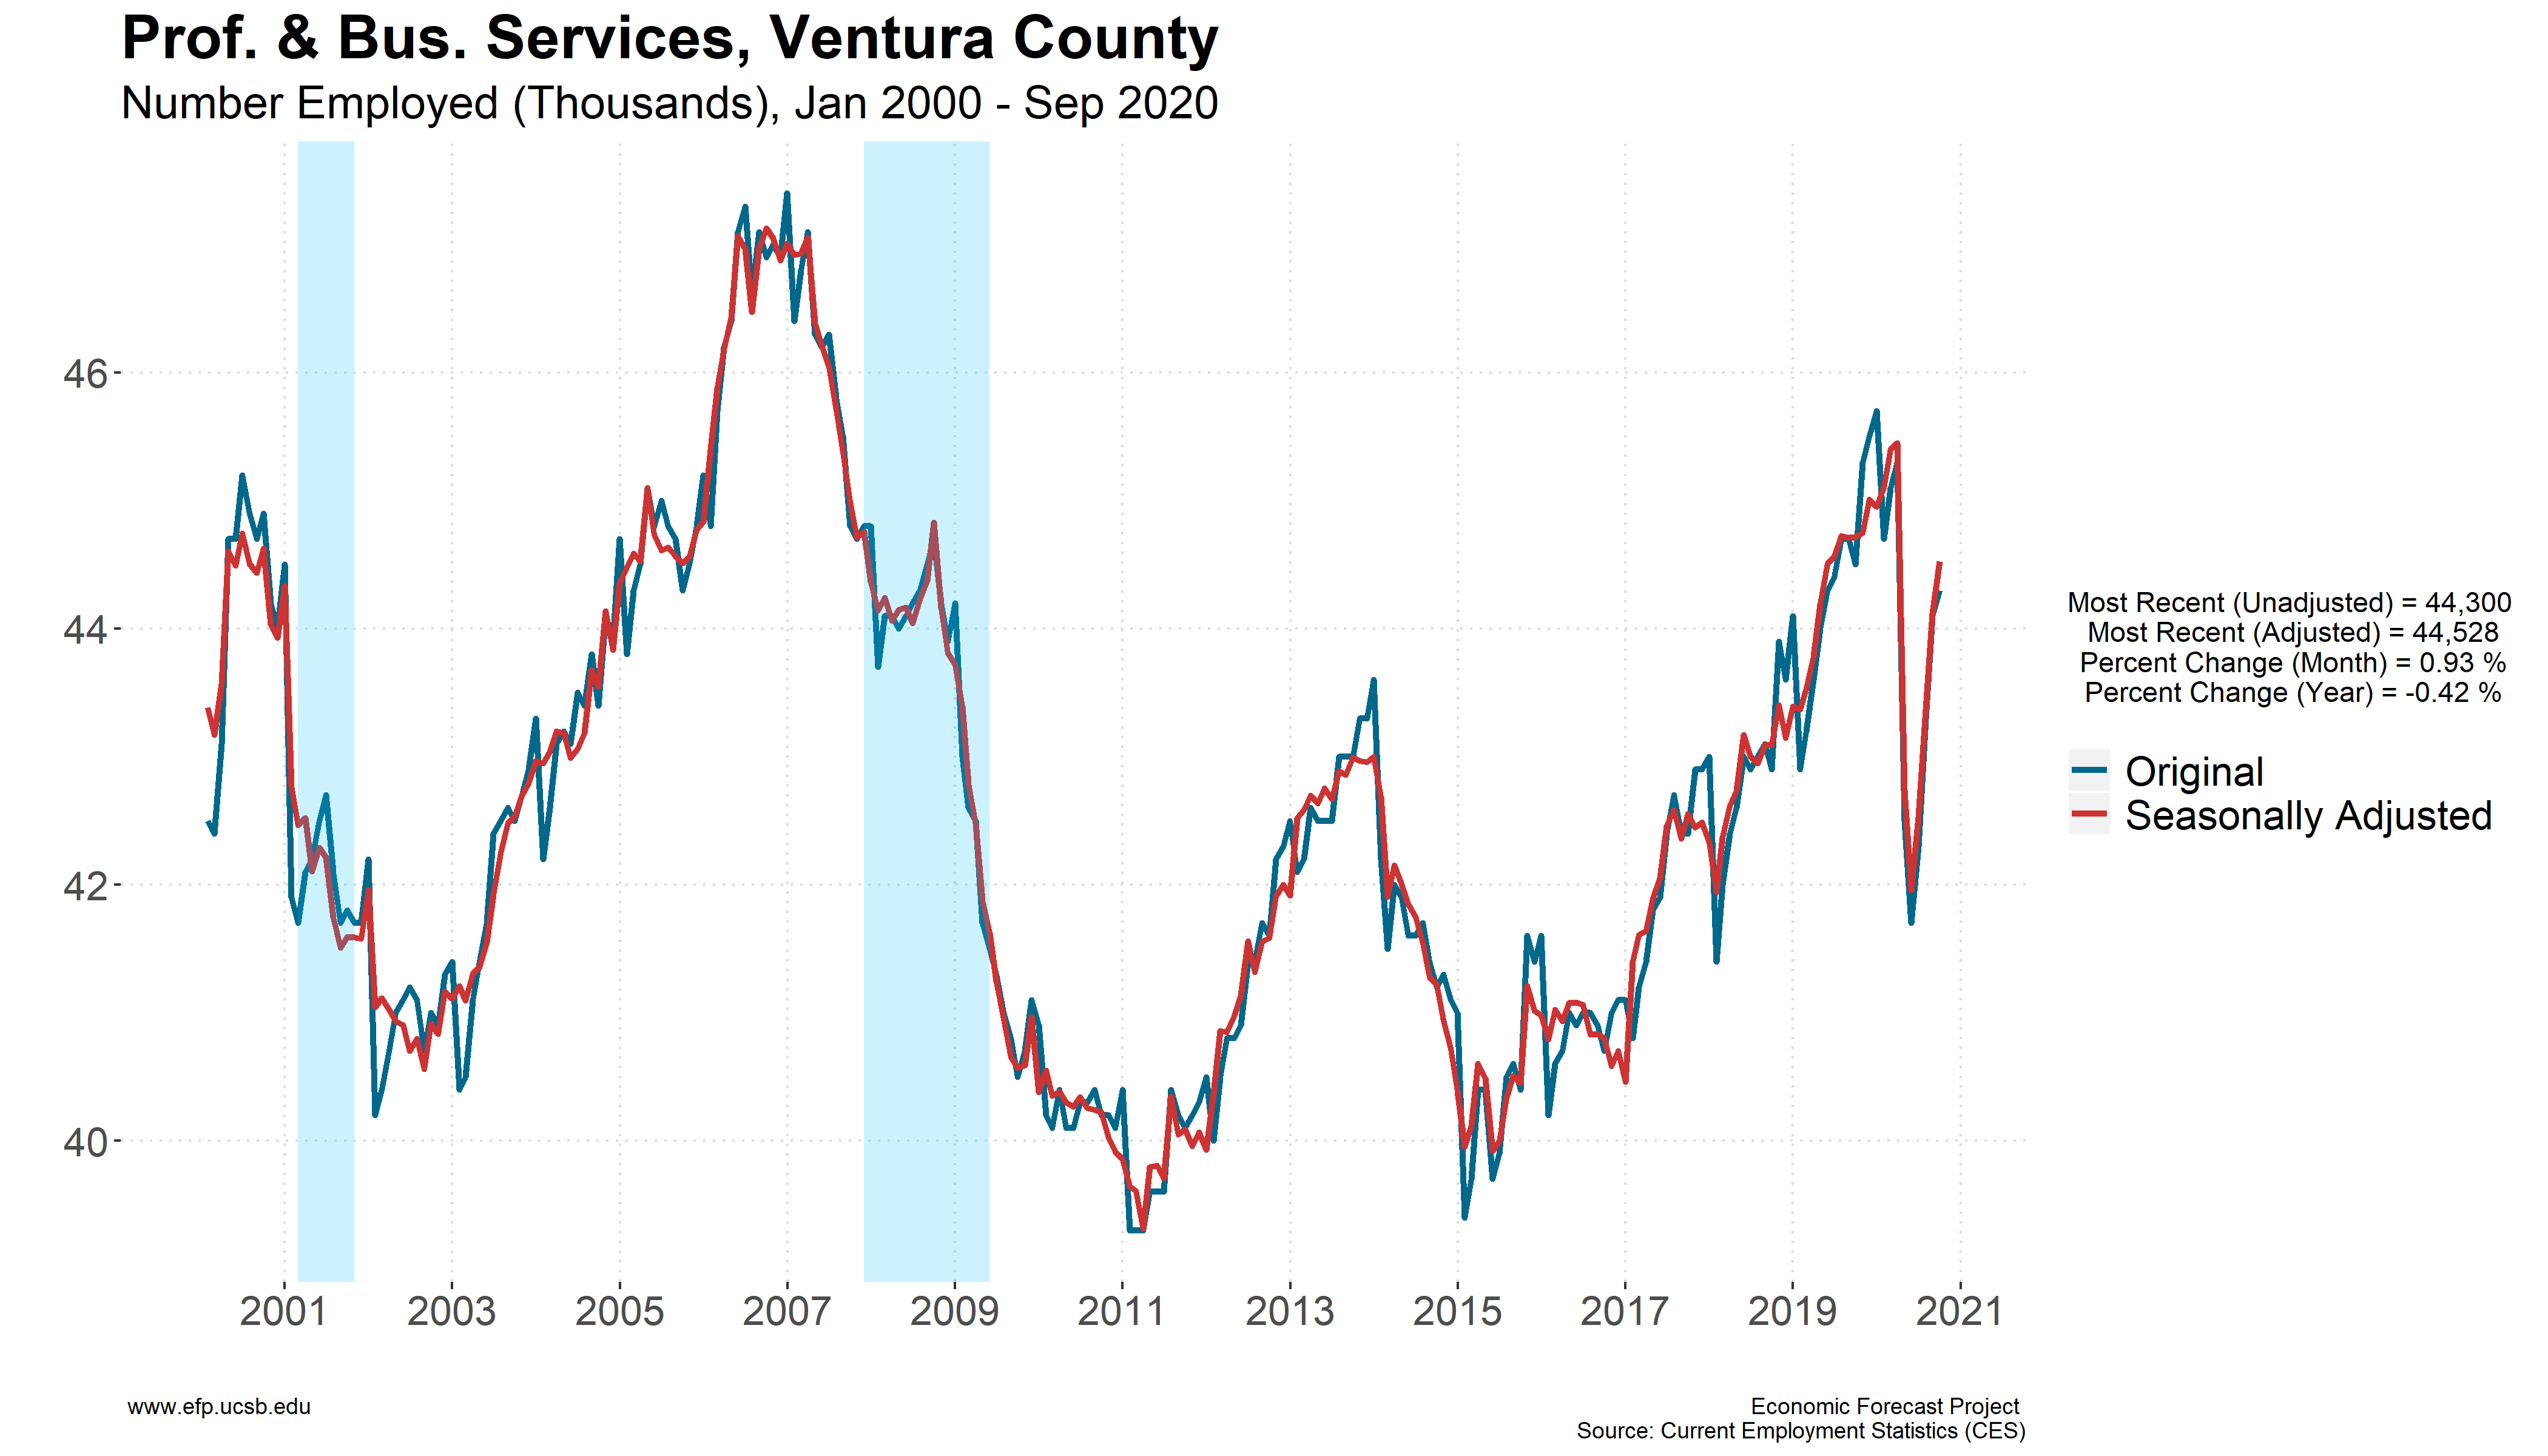 Prof. & Bus. Services, Ventura County
Number Employed (Thousands), Jan 2000 - Sep 2020
46
44
42
40
2001 2003 2005 2007 2009 2011 2013 2015 2017 2019 2021
Most Recent (Unadjusted) = 44,300
Most Recent (Adjusted) = 44,528
Percent Change (Month) = 0.93 %
Percent Change (Year) = -0.42 %
Original
Seasonally Adjusted
www.efp.ucsb.edu
Economic Forecast Project
Source: Current Employment Statistics (CES)